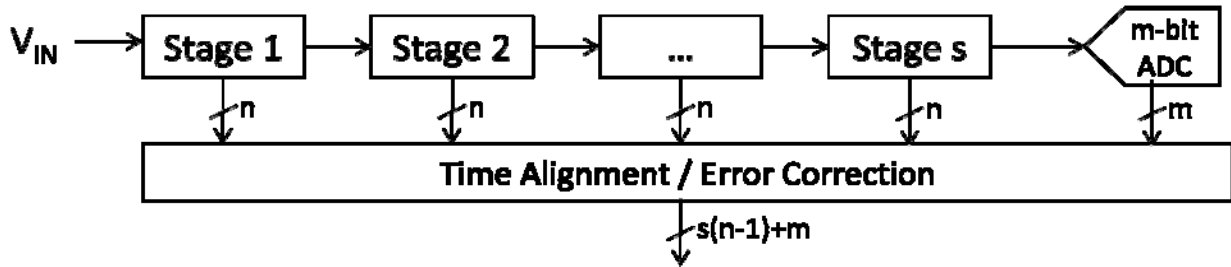 V_IN Stage 1 Stage 2 ... Stage s m-bit
ADC
n n n n m
Time Alignment / Error Correction
s(n-1)+m